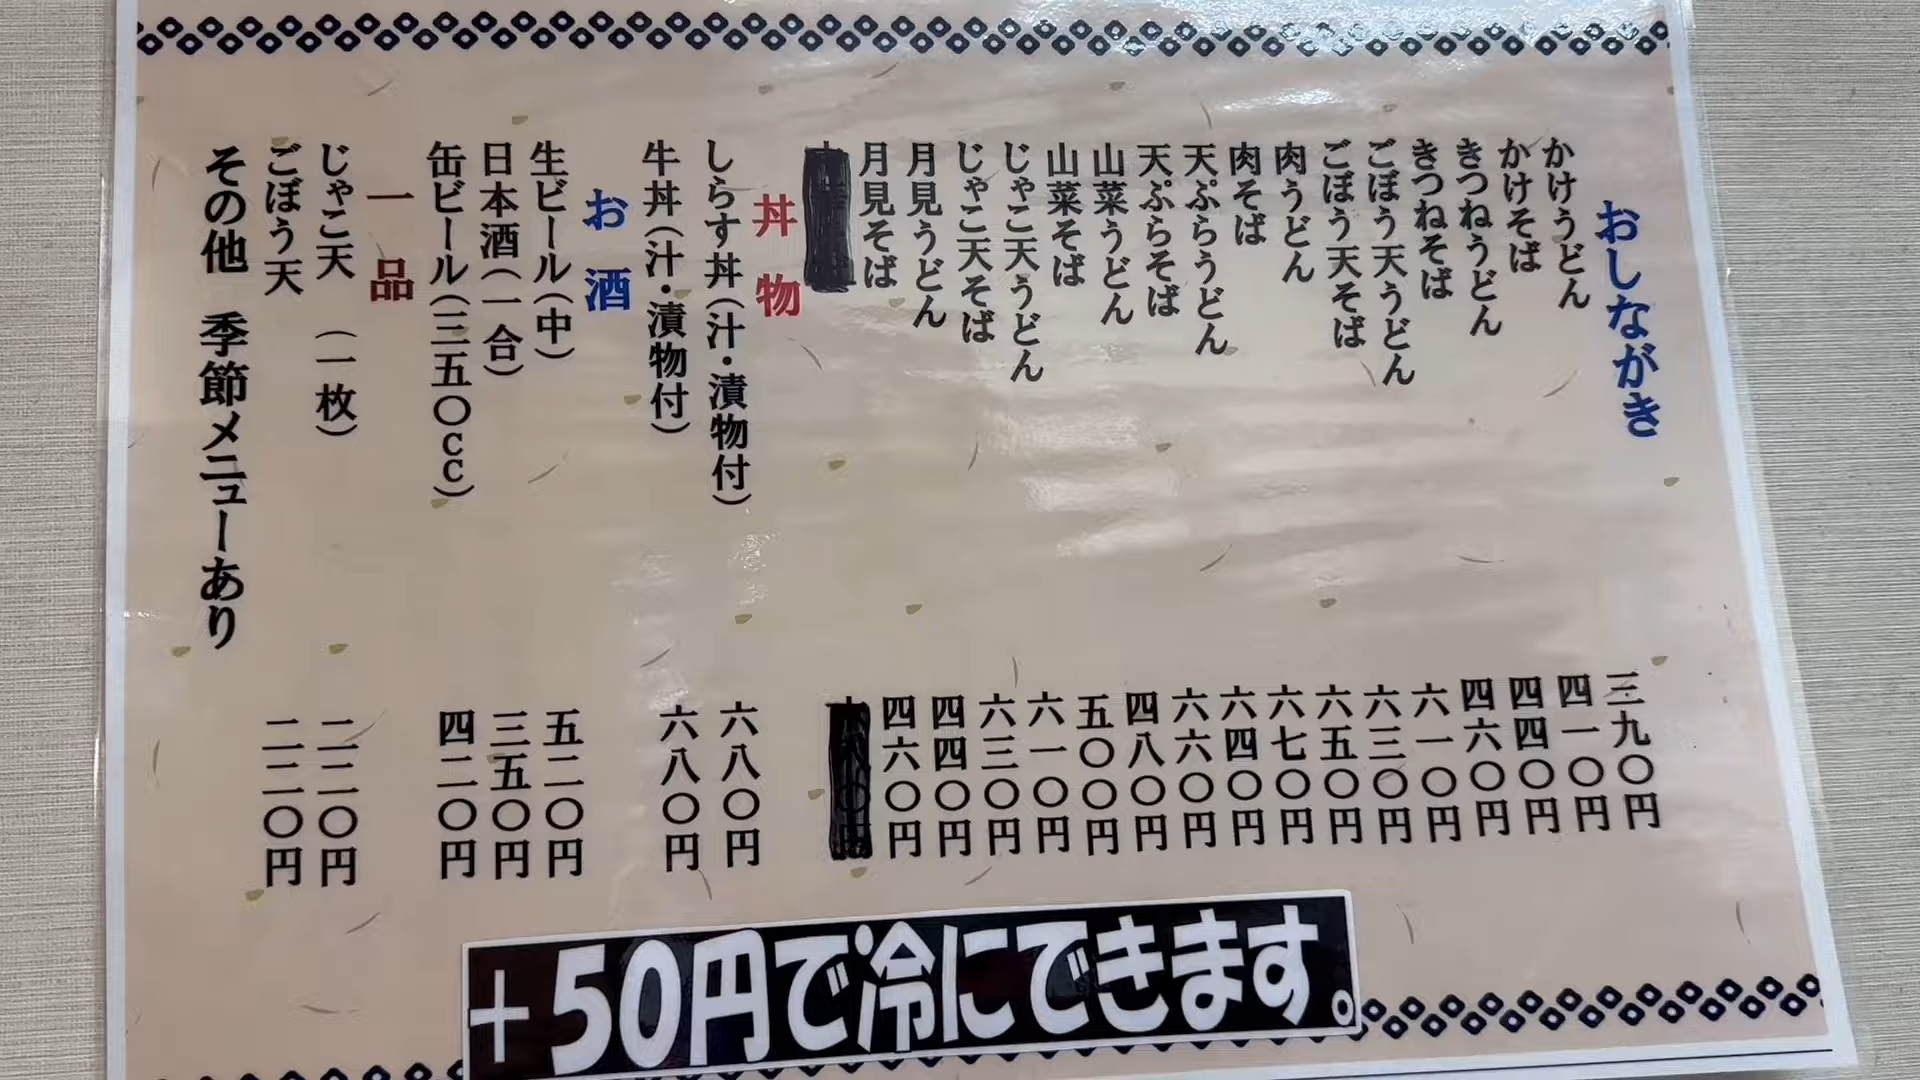 おしながき
かけうどん 三九〇円
かけそば 四一〇円
きつねうどん 四四〇円
きつねそば 四六〇円
ごぼう天うどん 六一〇円
ごぼう天そば 六三〇円
肉うどん 六五〇円
肉そば 六七〇円
天ぷらうどん 六四〇円
天ぷらそば 六六〇円
山菜うどん 四八〇円
山菜そば 五〇〇円
じゃこ天うどん 六一〇円
じゃこ天そば 六三〇円
月見うどん 四四〇円
月見そば 四六〇円
丼物
しらす丼(汁・漬物付) 六八〇円
牛丼(汁・漬物付) 六八〇円
お酒
生ビール(中) 五二〇円
日本酒(一合) 三五〇円
缶ビール(三五〇cc) 四二〇円
一品
じゃこ天 (一枚) 二二〇円
ごぼう天 二二〇円
その他 季節メニューあり
+50円で冷にできます。